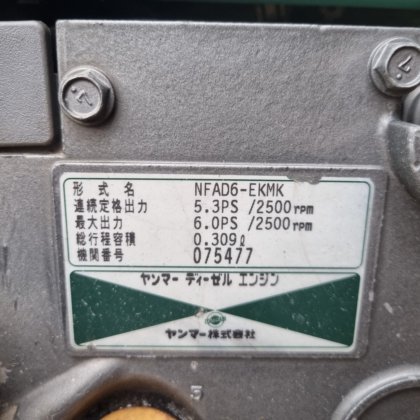 形式名 NFAD6-EKMK
連続定格出力 5.3PS /2500rpm
最大出力 6.0PS /2500rpm
総行程容積 0.309ℓ
機関番号 075477
ヤンマー ディーゼル エンジン
ヤンマー株式会社